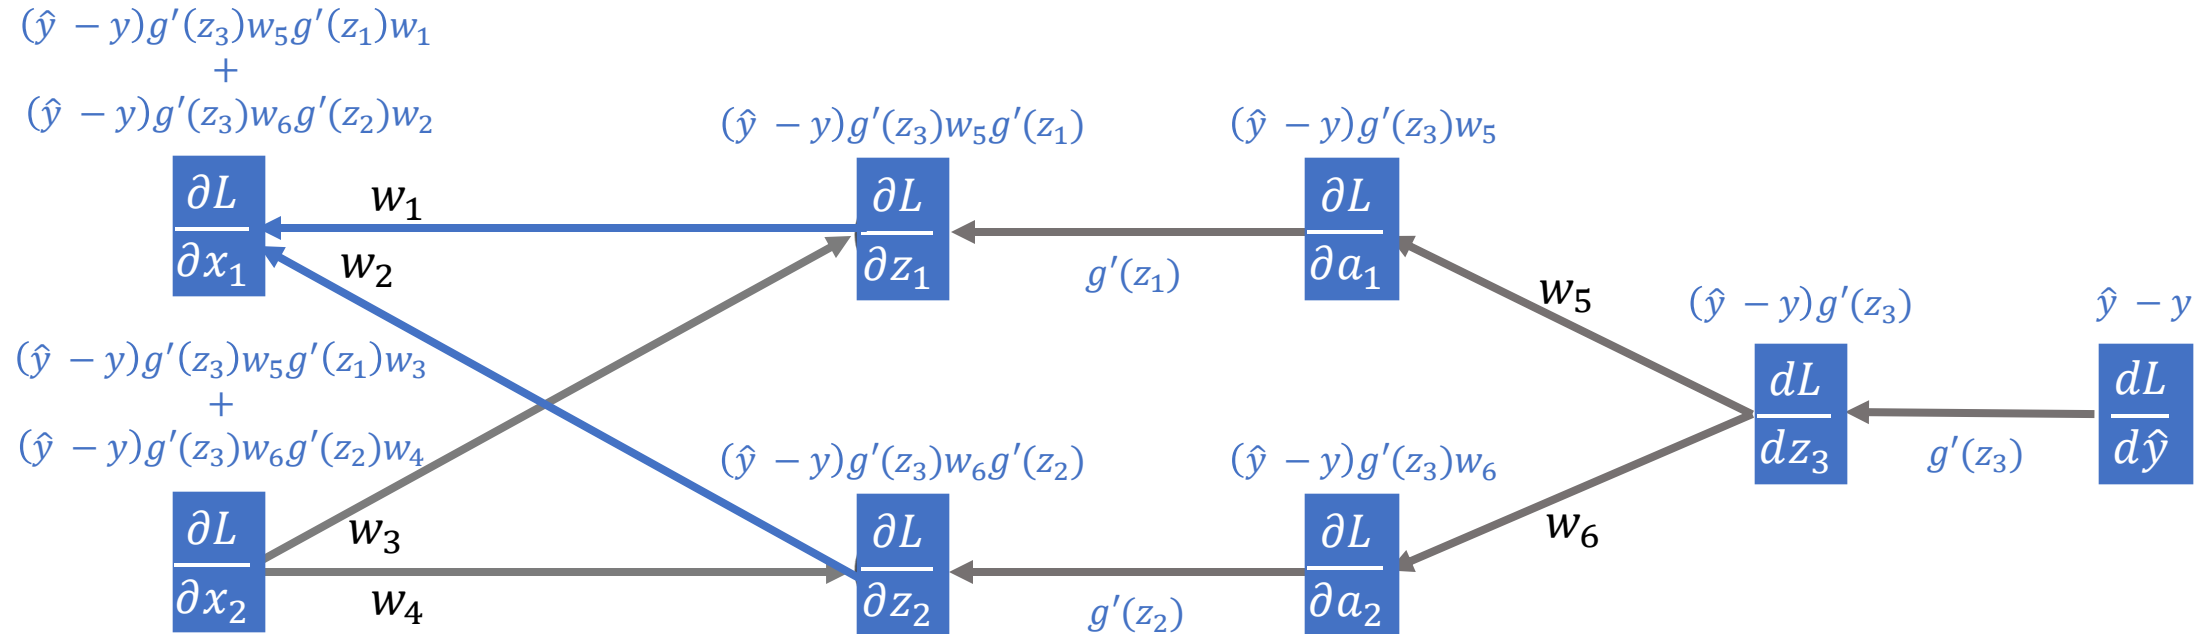 (ŷ − y)g′(z₃)w₅g′(z₁)w₁
+
(ŷ − y)g′(z₃)w₆g′(z₂)w₂
∂L
∂x₁
w₁
w₂
(ŷ − y)g′(z₃)w₅g′(z₁)
∂L
∂z₁
g′(z₁)
(ŷ − y)g′(z₃)w₅
∂L
∂a₁
w₅
(ŷ − y)g′(z₃)
dL
dz₃
g′(z₃)
ŷ − y
dL
dŷ
(ŷ − y)g′(z₃)w₅g′(z₁)w₃
+
(ŷ − y)g′(z₃)w₆g′(z₂)w₄
∂L
∂x₂
w₃
w₄
(ŷ − y)g′(z₃)w₆g′(z₂)
∂L
∂z₂
g′(z₂)
(ŷ − y)g′(z₃)w₆
∂L
∂a₂
w₆